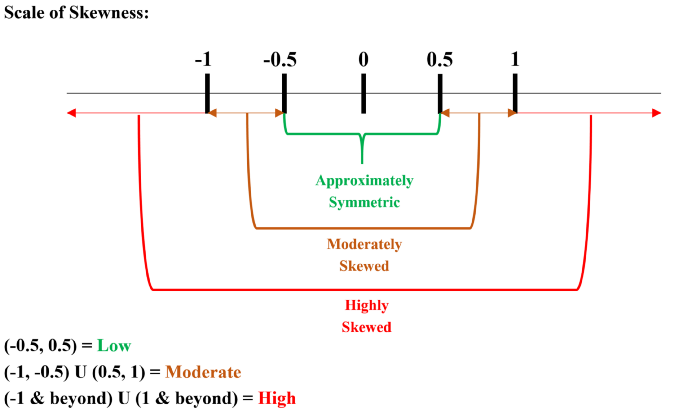 Scale of Skewness:
-1 -0.5 0 0.5 1
Approximately
Symmetric
Moderately
Skewed
Highly
Skewed
(-0.5, 0.5) = Low
(-1, -0.5) U (0.5, 1) = Moderate
(-1 & beyond) U (1 & beyond) = High